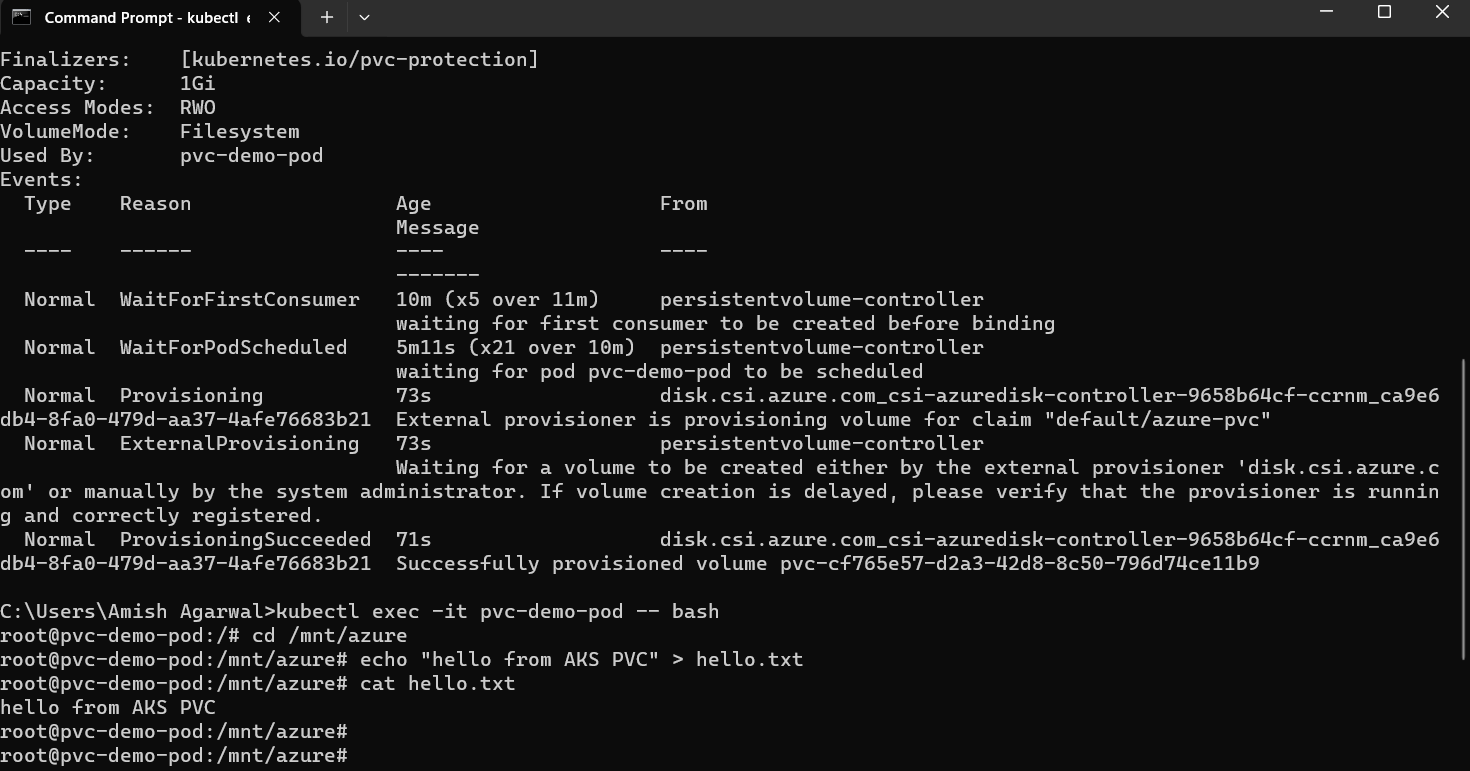 Command Prompt - kubectl e
Finalizers:    [kubernetes.io/pvc-protection]
Capacity:      1Gi
Access Modes:  RWO
VolumeMode:    Filesystem
Used By:       pvc-demo-pod
Events:
  Type    Reason                 Age                   From
                                 Message
  ----    ------                 ----                  ----
                                 -------
  Normal  WaitForFirstConsumer   10m (x5 over 11m)     persistentvolume-controller
                                 waiting for first consumer to be created before binding
  Normal  WaitForPodScheduled    5m11s (x21 over 10m)  persistentvolume-controller
                                 waiting for pod pvc-demo-pod to be scheduled
  Normal  Provisioning           73s                   disk.csi.azure.com_csi-azuredisk-controller-9658b64cf-ccrnm_ca9e6
db4-8fa0-479d-aa37-4afe76683b21  External provisioner is provisioning volume for claim "default/azure-pvc"
  Normal  ExternalProvisioning   73s                   persistentvolume-controller
                                 Waiting for a volume to be created either by the external provisioner 'disk.csi.azure.c
om' or manually by the system administrator. If volume creation is delayed, please verify that the provisioner is runnin
g and correctly registered.
  Normal  ProvisioningSucceeded  71s                   disk.csi.azure.com_csi-azuredisk-controller-9658b64cf-ccrnm_ca9e6
db4-8fa0-479d-aa37-4afe76683b21  Successfully provisioned volume pvc-cf765e57-d2a3-42d8-8c50-796d74ce11b9
C:\Users\Amish Agarwal>kubectl exec -it pvc-demo-pod -- bash
root@pvc-demo-pod:/# cd /mnt/azure
root@pvc-demo-pod:/mnt/azure# echo "hello from AKS PVC" > hello.txt
root@pvc-demo-pod:/mnt/azure# cat hello.txt
hello from AKS PVC
root@pvc-demo-pod:/mnt/azure#
root@pvc-demo-pod:/mnt/azure#